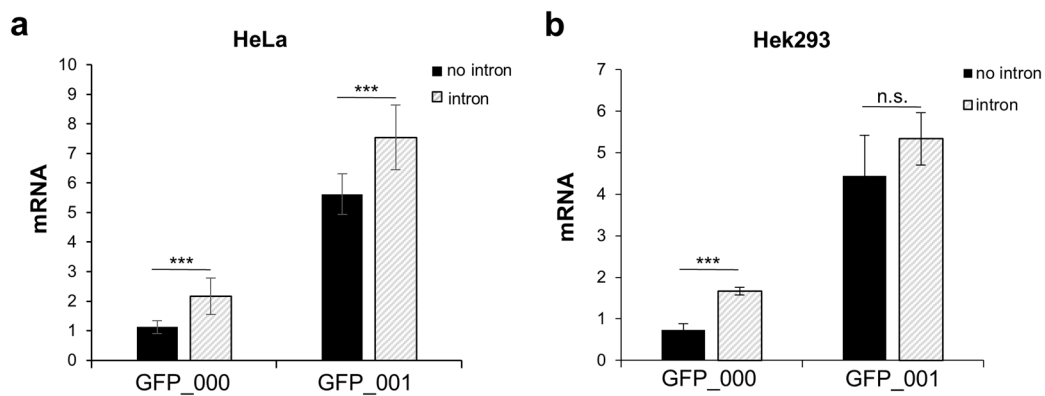 a
HeLa
10
9
8
7
6
5
4
3
2
1
0
mRNA
no intron
intron
***
***
GFP_000
GFP_001
b
Hek293
7
6
5
4
3
2
1
0
mRNA
no intron
intron
***
n.s.
GFP_000
GFP_001